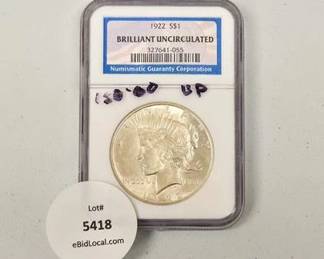 1922 S$1
BRILLIANT UNCIRCULATED
327641-055
Numismatic Guaranty Corporation
BP
Lot#
5418
eBidLocal.com